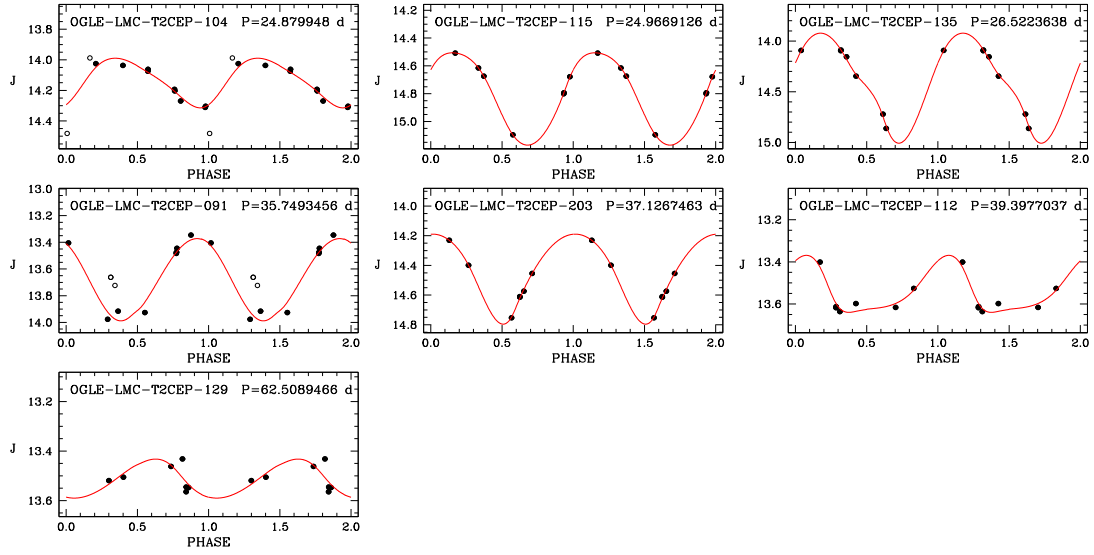 OGLE-LMC-T2CEP-104 P=24.879948 d
13.8
14.0
14.2
14.4
J
0.0 0.5 1.0 1.5 2.0
PHASE
OGLE-LMC-T2CEP-115 P=24.9669126 d
14.2
14.4
14.6
14.8
15.0
J
0.0 0.5 1.0 1.5 2.0
PHASE
OGLE-LMC-T2CEP-135 P=26.5223638 d
14.0
14.5
15.0
J
0.0 0.5 1.0 1.5 2.0
PHASE
OGLE-LMC-T2CEP-091 P=35.7493456 d
13.0
13.2
13.4
13.6
13.8
14.0
J
0.0 0.5 1.0 1.5 2.0
PHASE
OGLE-LMC-T2CEP-203 P=37.1267463 d
14.0
14.2
14.4
14.6
14.8
J
0.0 0.5 1.0 1.5 2.0
PHASE
OGLE-LMC-T2CEP-112 P=39.3977037 d
13.2
13.4
13.6
J
0.0 0.5 1.0 1.5 2.0
PHASE
OGLE-LMC-T2CEP-129 P=62.5089466 d
13.2
13.4
13.6
J
0.0 0.5 1.0 1.5 2.0
PHASE